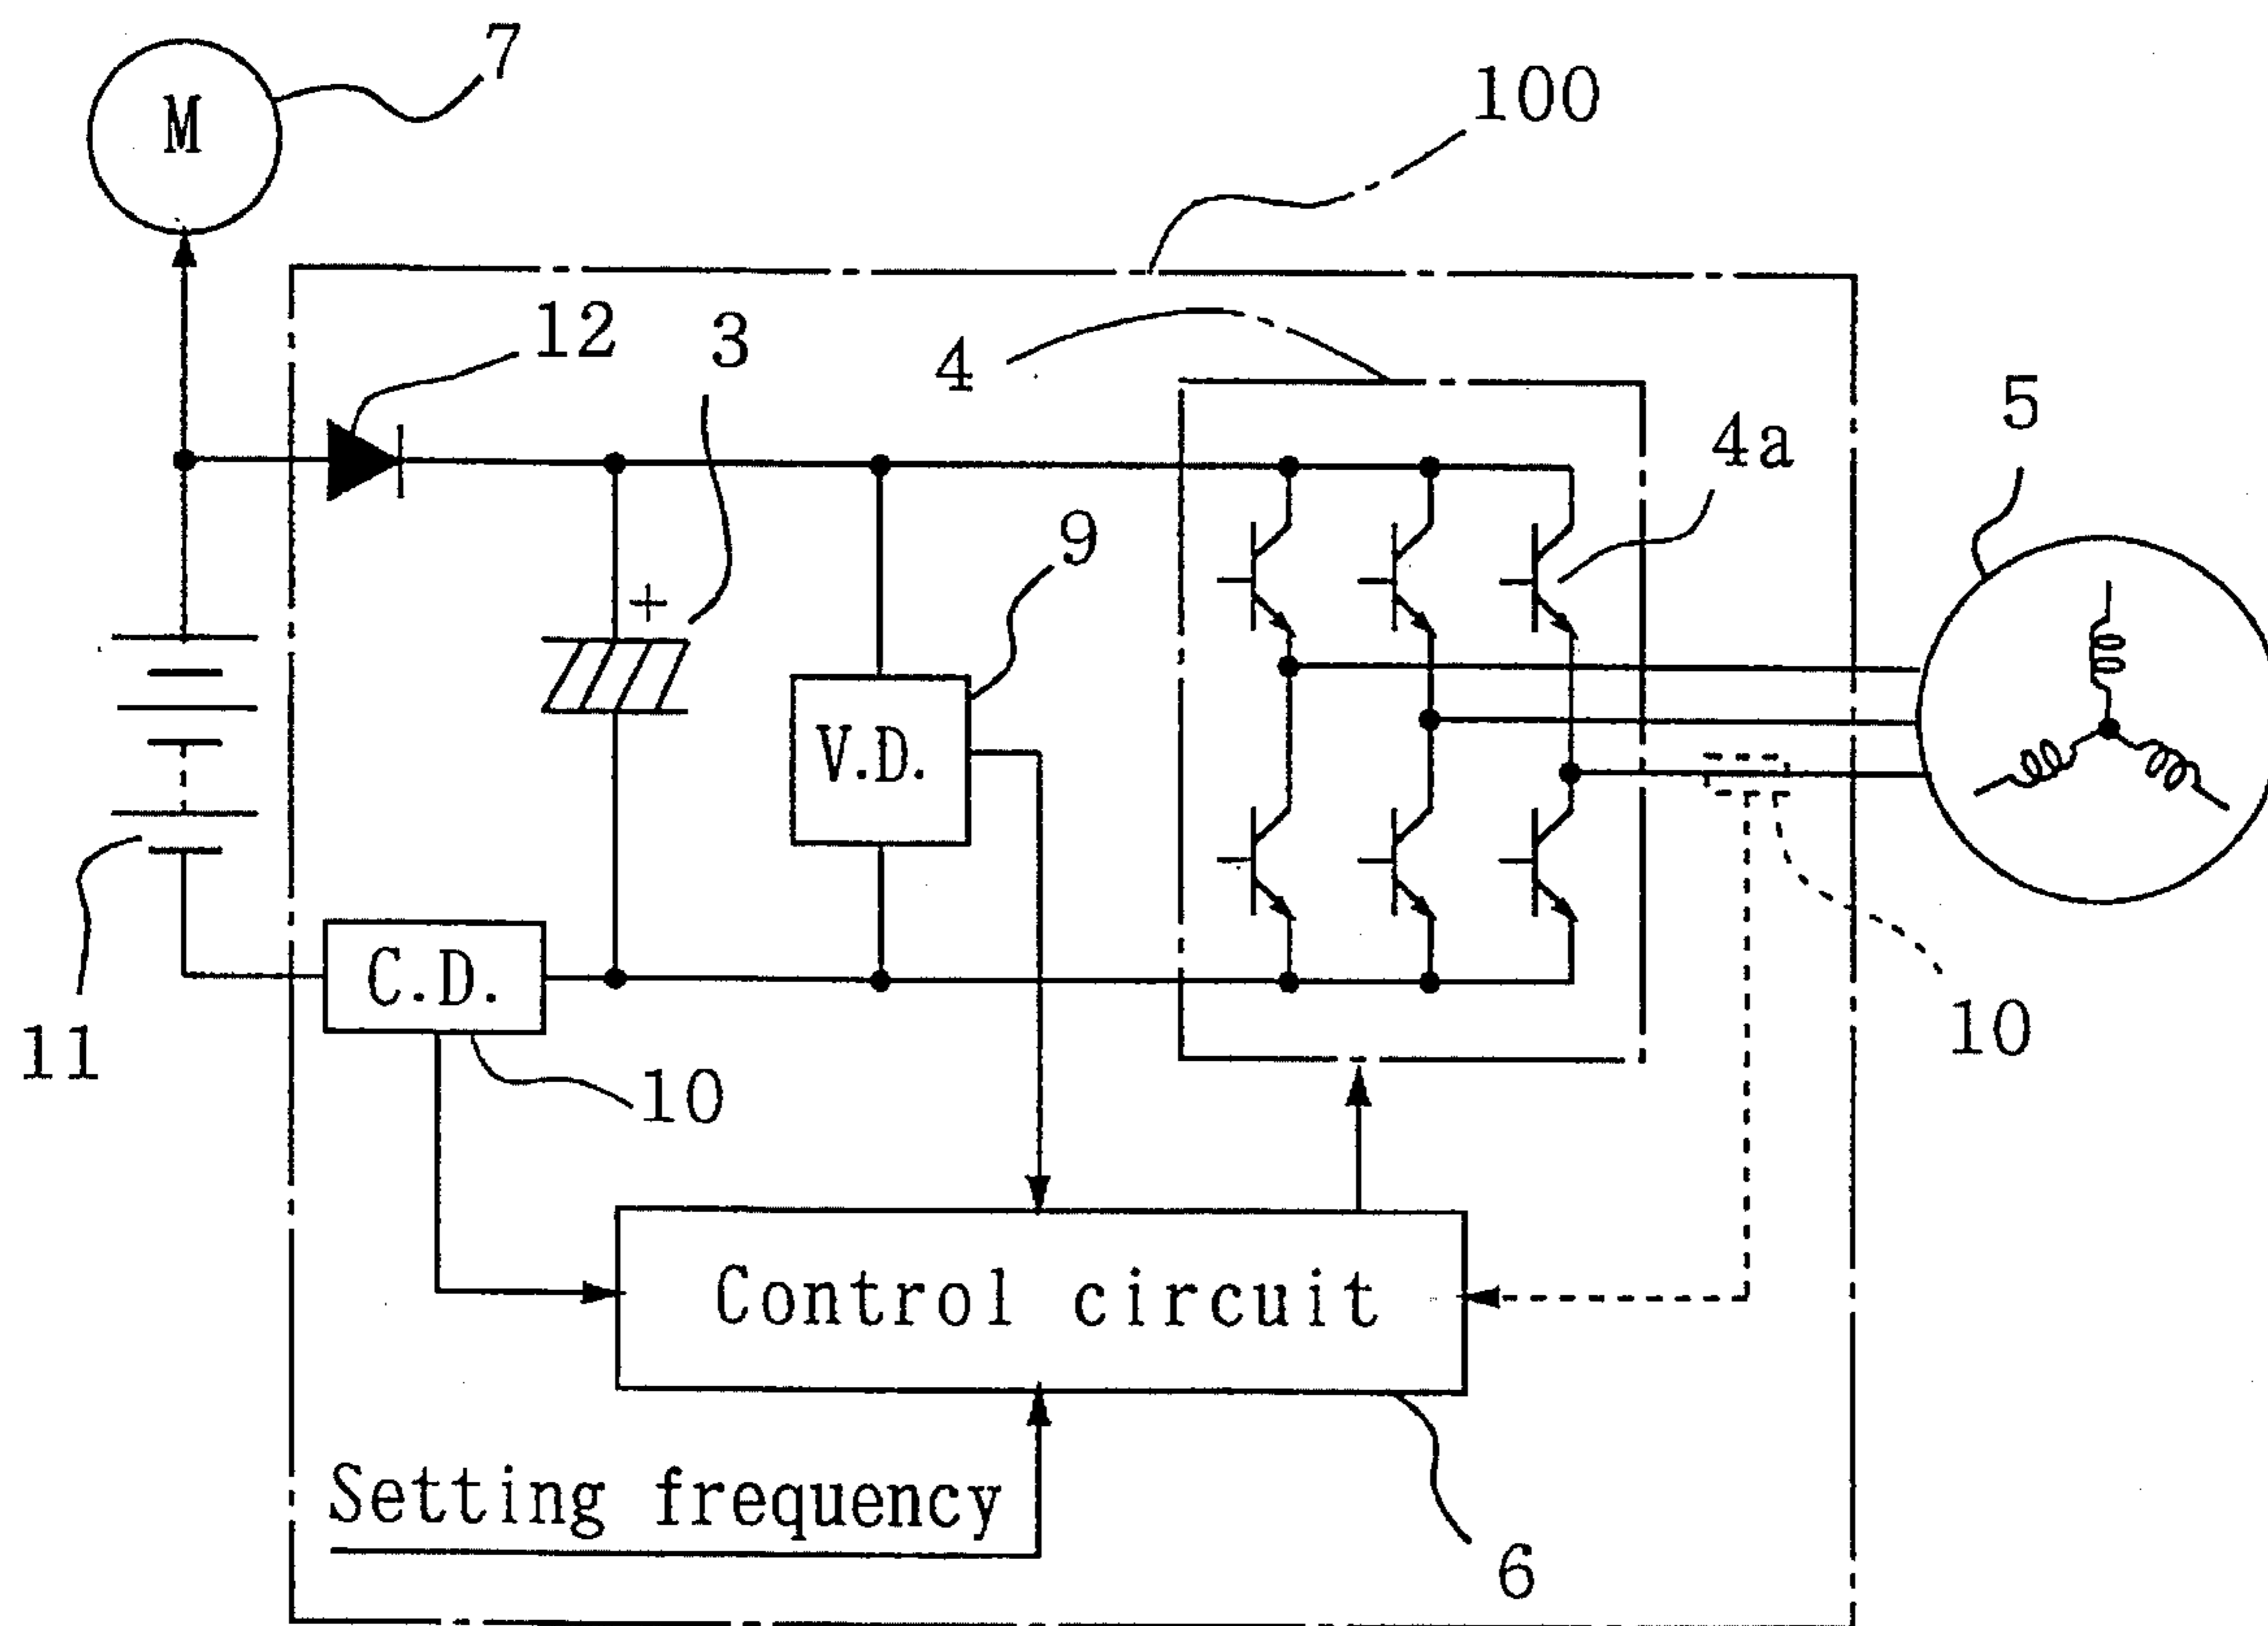 7
M
100
12
3
4
5
4a
9
+
V.D.
C.D.
10
11
10
Control circuit
Setting frequency
6